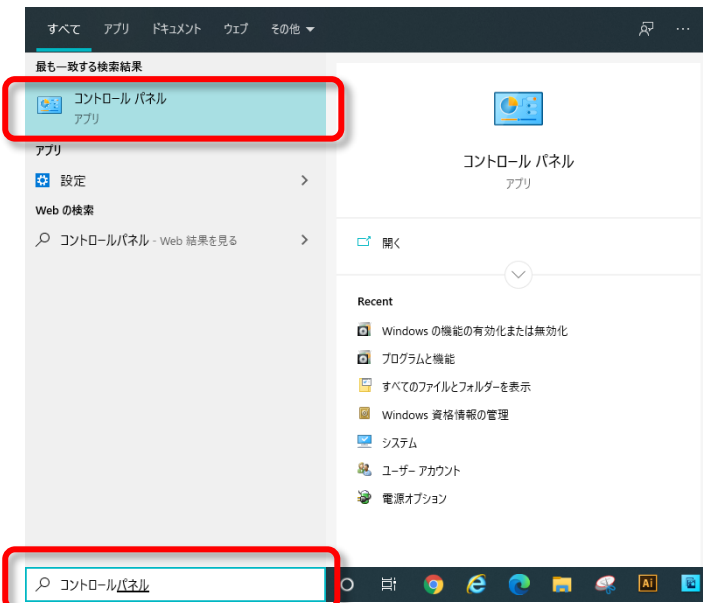 すべて アプリ ドキュメント ウェブ その他
最も一致する検索結果
コントロール パネル
アプリ
アプリ
設定
Web の検索
コントロールパネル - Web 結果を見る
コントロール パネル
アプリ
開く
Recent
Windows の機能の有効化または無効化
プログラムと機能
すべてのファイルとフォルダーを表示
Windows 資格情報の管理
システム
ユーザー アカウント
電源オプション
コントロールパネル
Ai